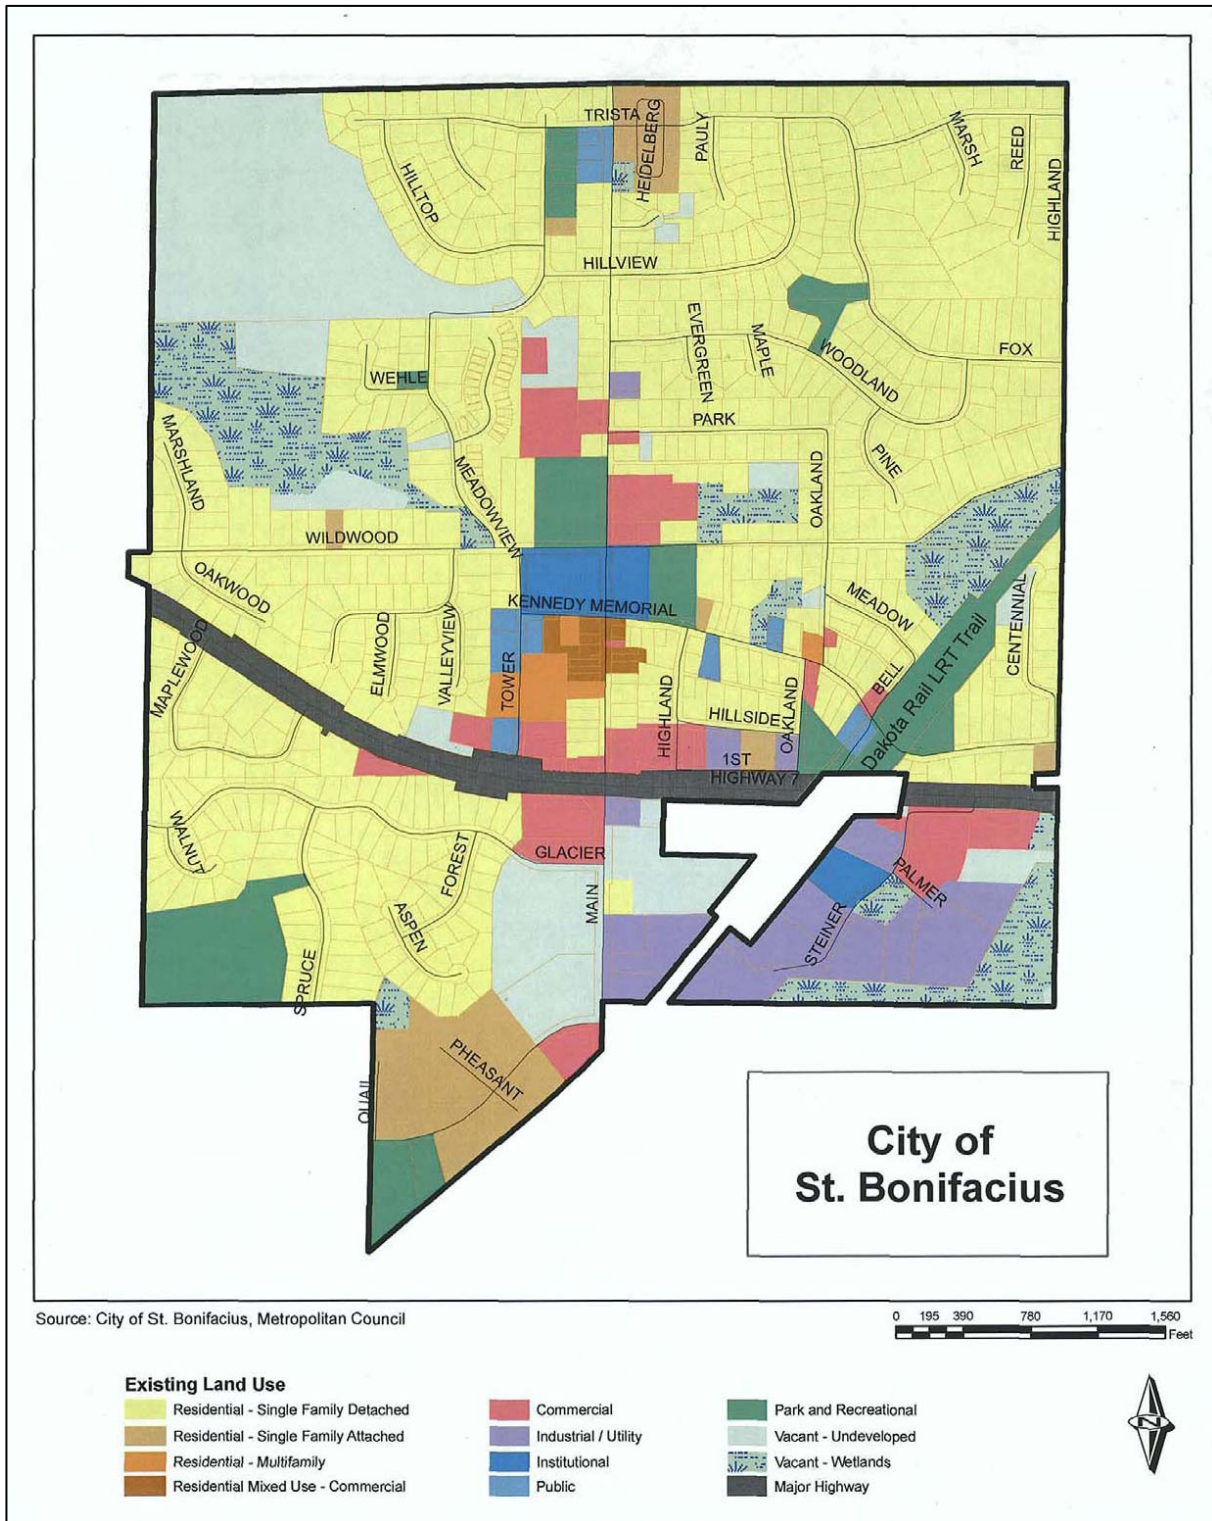 TRISTA
HEIDELBERG
PAULY
MARSH
REED
HIGHLAND
HILLTOP
HILLVIEW
EVERGREEN
MAPLE
WOODLAND
FOX
WEHLE
PARK
MARSHLAND
MEADOWVIEW
PINE
OAKLAND
WILDWOOD
OAKWOOD
KENNEDY MEMORIAL
MEADOW
CENTENNIAL
MAPLEWOOD
ELMWOOD
VALLEYVIEW
TOWER
HIGHLAND
HILLSIDE
OAKLAND
BELL
Dakota Rail LRT Trail
1ST
HIGHWAY 7
WALNUT
FOREST
GLACIER
PALMER
ASPEN
MAIN
STEINER
SPRUCE
PHEASANT
QUAIL
City of
St. Bonifacius
Source: City of St. Bonifacius, Metropolitan Council
0 195 390 780 1,170 1,560
Feet
Existing Land Use
Residential - Single Family Detached
Residential - Single Family Attached
Residential - Multifamily
Residential Mixed Use - Commercial
Commercial
Industrial / Utility
Institutional
Public
Park and Recreational
Vacant - Undeveloped
Vacant - Wetlands
Major Highway
N